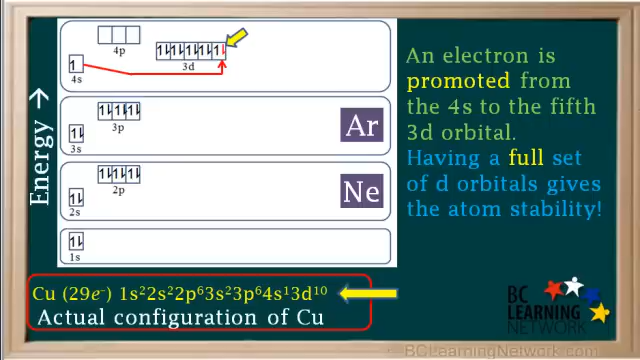 4p
3d
4s
3p
3s
Ar
2p
2s
Ne
1s
Energy →
An electron is
promoted from
the 4s to the fifth
3d orbital.
Having a full set
of d orbitals gives
the atom stability!
Cu (29e⁻) 1s²2s²2p⁶3s²3p⁶4s¹3d¹⁰
Actual configuration of Cu
BC
LEARNING
NETWORK
©BCLearningNetwork.com